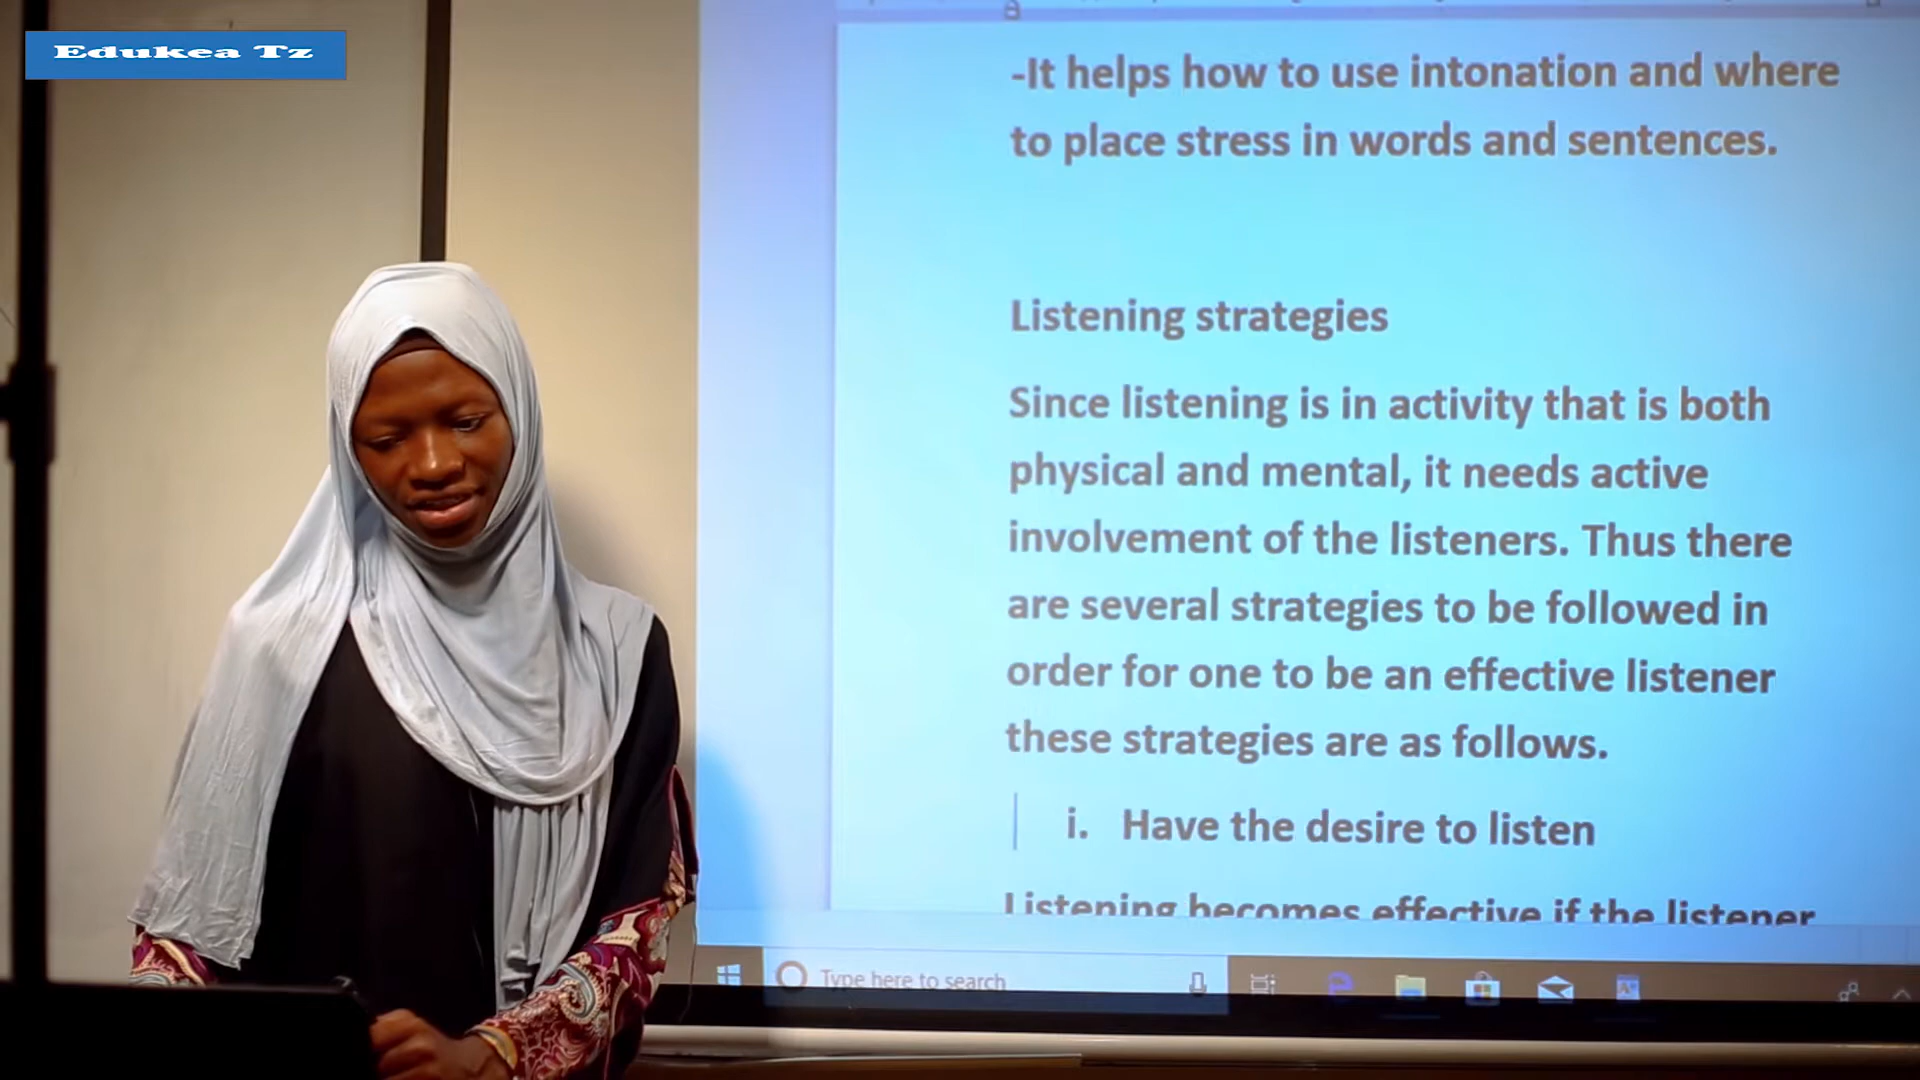 Edukea Tz
-It helps how to use intonation and where
to place stress in words and sentences.
Listening strategies
Since listening is in activity that is both
physical and mental, it needs active
involvement of the listeners. Thus there
are several strategies to be followed in
order for one to be an effective listener
these strategies are as follows.
i. Have the desire to listen
Listening becomes effective if the listener
Type here to search